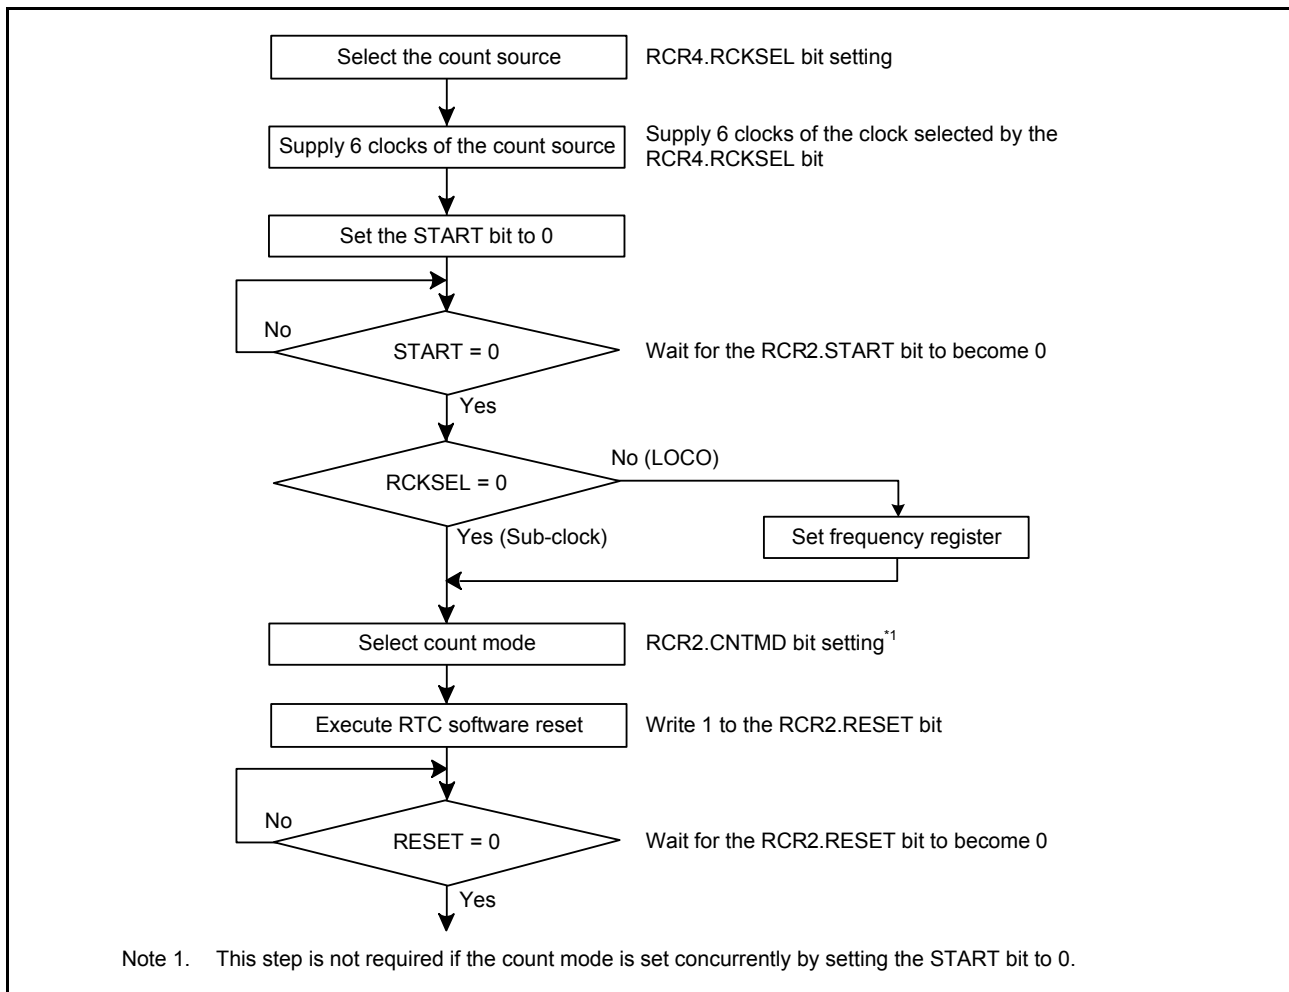 Select the count source
RCR4.RCKSEL bit setting
Supply 6 clocks of the count source
Supply 6 clocks of the clock selected by the
RCR4.RCKSEL bit
Set the START bit to 0
No
START = 0
Wait for the RCR2.START bit to become 0
Yes
No (LOCO)
RCKSEL = 0
Yes (Sub-clock)
Set frequency register
Select count mode
RCR2.CNTMD bit setting*1
Execute RTC software reset
Write 1 to the RCR2.RESET bit
No
RESET = 0
Wait for the RCR2.RESET bit to become 0
Yes
Note 1. This step is not required if the count mode is set concurrently by setting the START bit to 0.